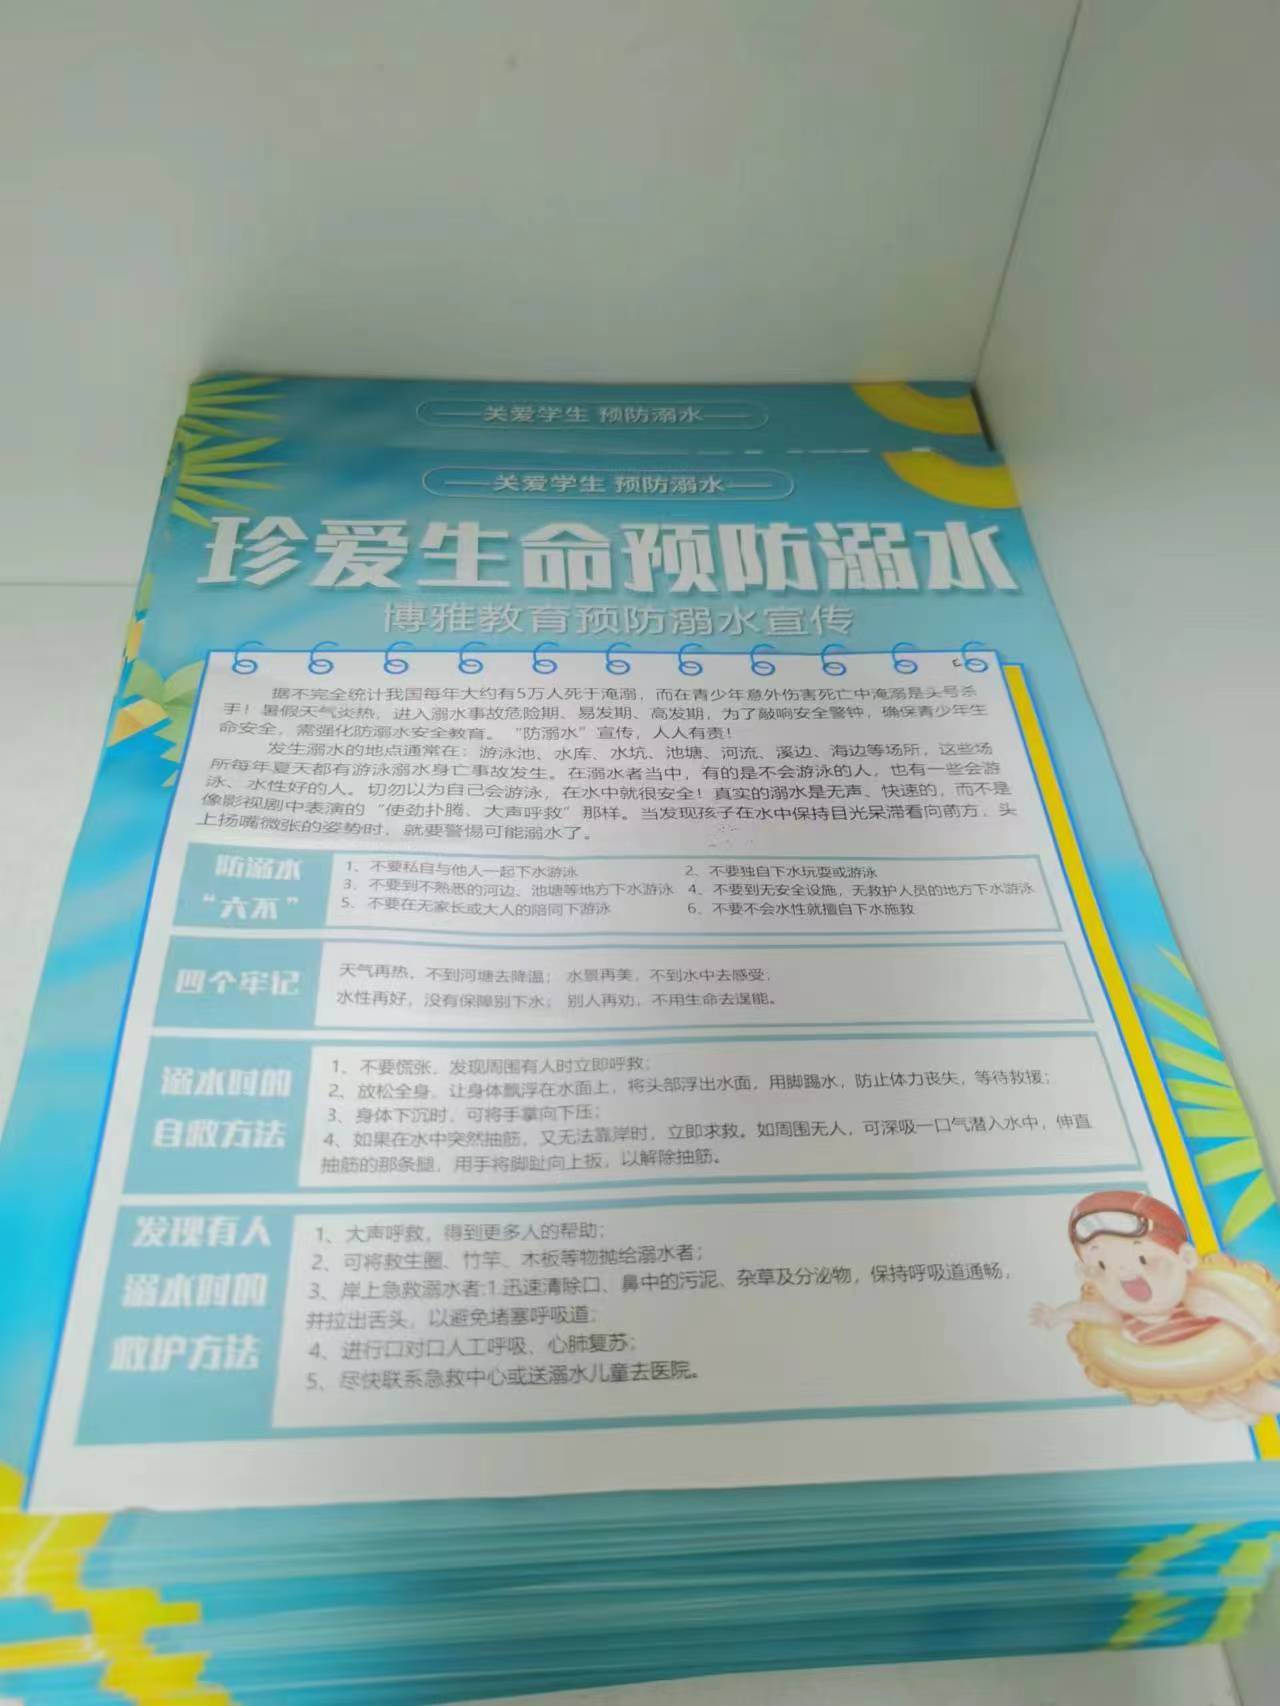 关爱学生 预防溺水
关爱学生 预防溺水
珍爱生命预防溺水
博雅教育预防溺水宣传
据不完全统计我国每年大约有5万人死于淹溺，而在青少年意外伤害死亡中淹溺是头号杀
手！暑假天气炎热，进入溺水事故危险期、易发期、高发期，为了敲响安全警钟，确保青少年生
命安全，需强化防溺水安全教育。“防溺水”宣传，人人有责！
发生溺水的地点通常在：游泳池、水库、水坑、池塘、河流、溪边、海边等场所，这些场
所每年夏天都有游泳溺水身亡事故发生。在溺水者当中，有的是不会游泳的人，也有一些会游
泳、水性好的人。切勿以为自己会游泳，在水中就很安全！真实的溺水是无声、快速的，而不是
像影视剧中表演的“使劲扑腾、大声呼救”那样。当发现孩子在水中保持目光呆滞看向前方，头
上扬嘴微张的姿势时，就要警惕可能溺水了。
防溺水
“六不”
1、不要私自与他人一起下水游泳 2、不要独自下水玩耍或游泳
3、不要到不熟悉的河边、池塘等地方下水游泳 4、不要到无安全设施，无救护人员的地方下水游泳
5、不要在无家长或大人的陪同下游泳 6、不要不会水性就擅自下水施救
四个牢记
天气再热，不到河塘去降温； 水景再美，不到水中去感受；
水性再好，没有保障别下水； 别人再劝，不用生命去逞能。
溺水时的
自救方法
1、不要慌张，发现周围有人时立即呼救；
2、放松全身，让身体飘浮在水面上，将头部浮出水面，用脚踢水，防止体力丧失，等待救援；
3、身体下沉时，可将手掌向下压；
4、如果在水中突然抽筋，又无法靠岸时，立即求救。如周围无人，可深吸一口气潜入水中，伸直
抽筋的那条腿，用手将脚趾向上扳，以解除抽筋。
发现有人
溺水时的
救护方法
1、大声呼救，得到更多人的帮助；
2、可将救生圈、竹竿、木板等物抛给溺水者；
3、岸上急救溺水者:1.迅速清除口、鼻中的污泥、杂草及分泌物，保持呼吸道通畅，
并拉出舌头，以避免堵塞呼吸道；
4、进行口对口人工呼吸、心肺复苏；
5、尽快联系急救中心或送溺水儿童去医院。